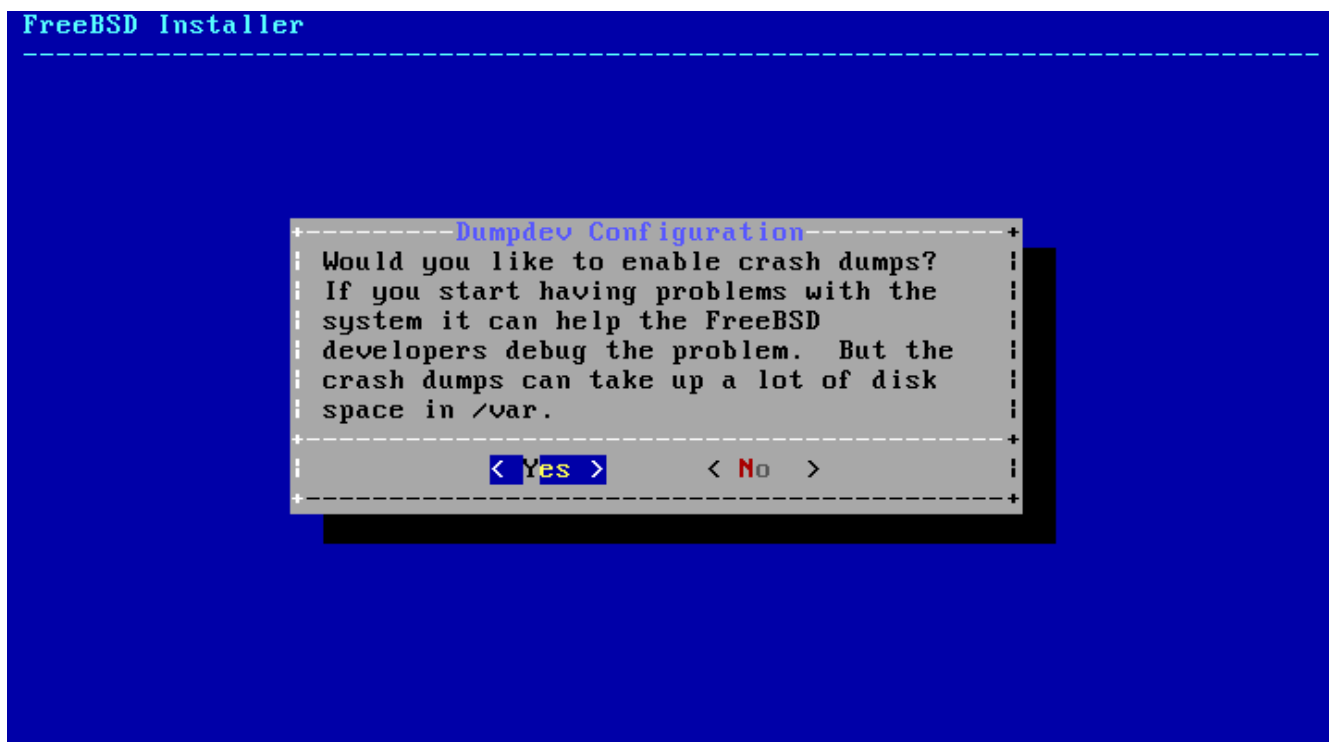 FreeBSD Installer
Dumpdev Configuration
Would you like to enable crash dumps?
If you start having problems with the
system it can help the FreeBSD
developers debug the problem.  But the
crash dumps can take up a lot of disk
space in /var.
< Yes > < No >